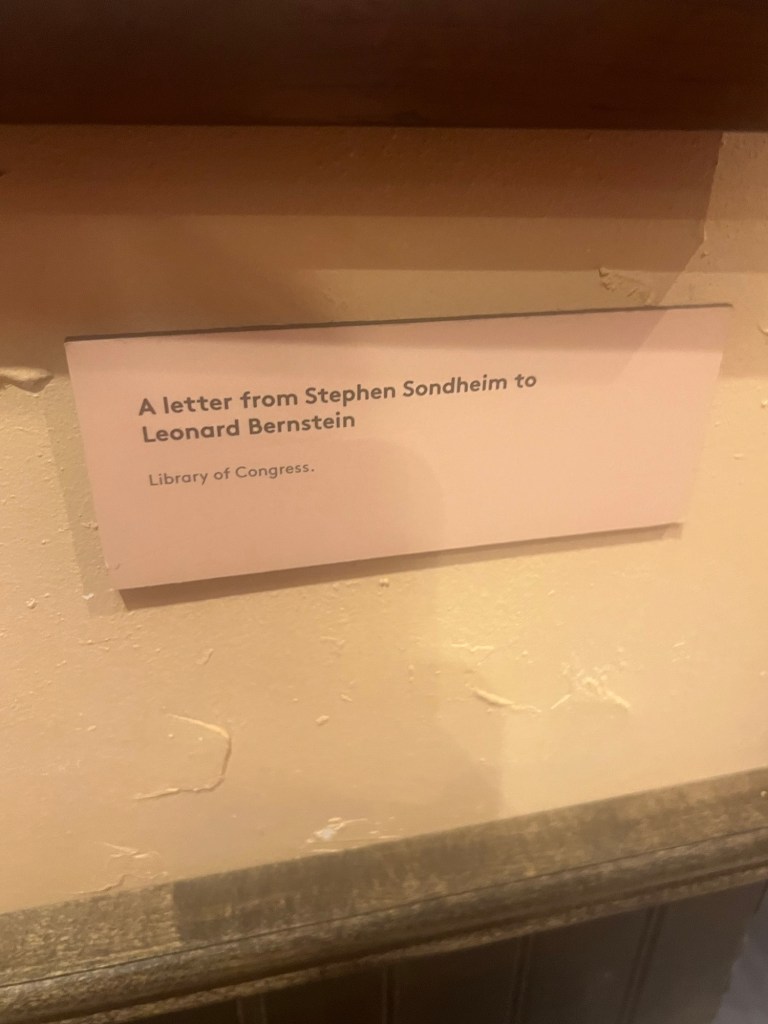 A letter from Stephen Sondheim to
Leonard Bernstein
Library of Congress.